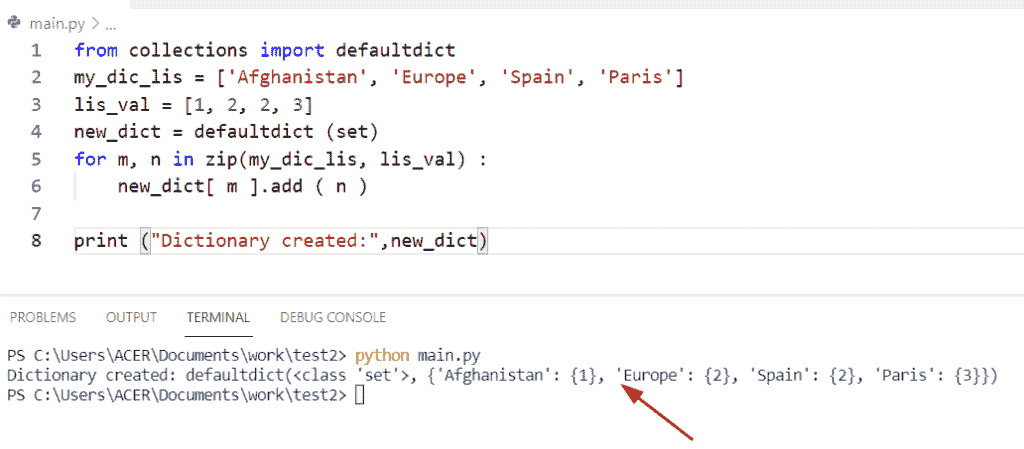 main.py > ...
1 from collections import defaultdict
2 my_dic_lis = ['Afghanistan', 'Europe', 'Spain', 'Paris']
3 lis_val = [1, 2, 2, 3]
4 new_dict = defaultdict (set)
5 for m, n in zip(my_dic_lis, lis_val) :
6     new_dict[ m ].add ( n )
7
8 print ("Dictionary created:",new_dict)
PROBLEMS OUTPUT TERMINAL DEBUG CONSOLE
PS C:\Users\ACER\Documents\work\test2> python main.py
Dictionary created: defaultdict(<class 'set'>, {'Afghanistan': {1}, 'Europe': {2}, 'Spain': {2}, 'Paris': {3}})
PS C:\Users\ACER\Documents\work\test2>